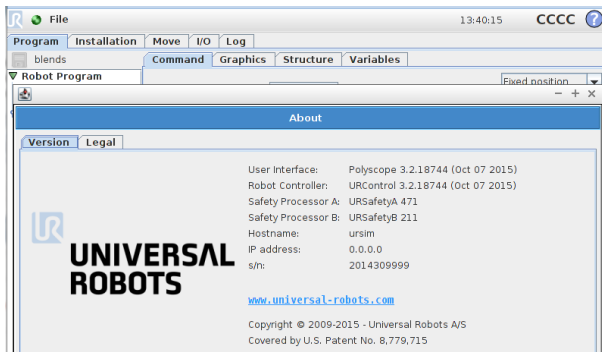 File 13:40:15 CCCC ?
Program Installation Move I/O Log
blends Command Graphics Structure Variables
Robot Program Fixed position
About
Version Legal
User Interface: Polyscope 3.2.18744 (Oct 07 2015)
Robot Controller: URControl 3.2.18744 (Oct 07 2015)
Safety Processor A: URSafetyA 471
Safety Processor B: URSafetyB 211
Hostname: ursim
IP address: 0.0.0.0
s/n: 2014309999
UR
UNIVERSAL
ROBOTS
www.universal-robots.com
Copyright © 2009-2015 - Universal Robots A/S
Covered by U.S. Patent No. 8,779,715